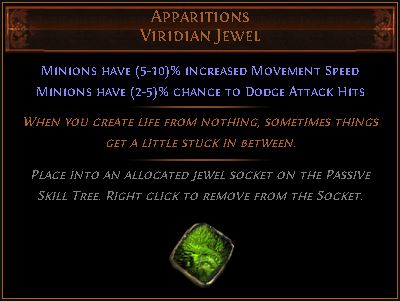 Apparitions
Viridian Jewel
Minions have (5-10)% increased Movement Speed
Minions have (2-5)% chance to Dodge Attack Hits
When you create life from nothing, sometimes things
get a little stuck in between.
Place into an allocated jewel socket on the Passive
Skill Tree. Right click to remove from the Socket.